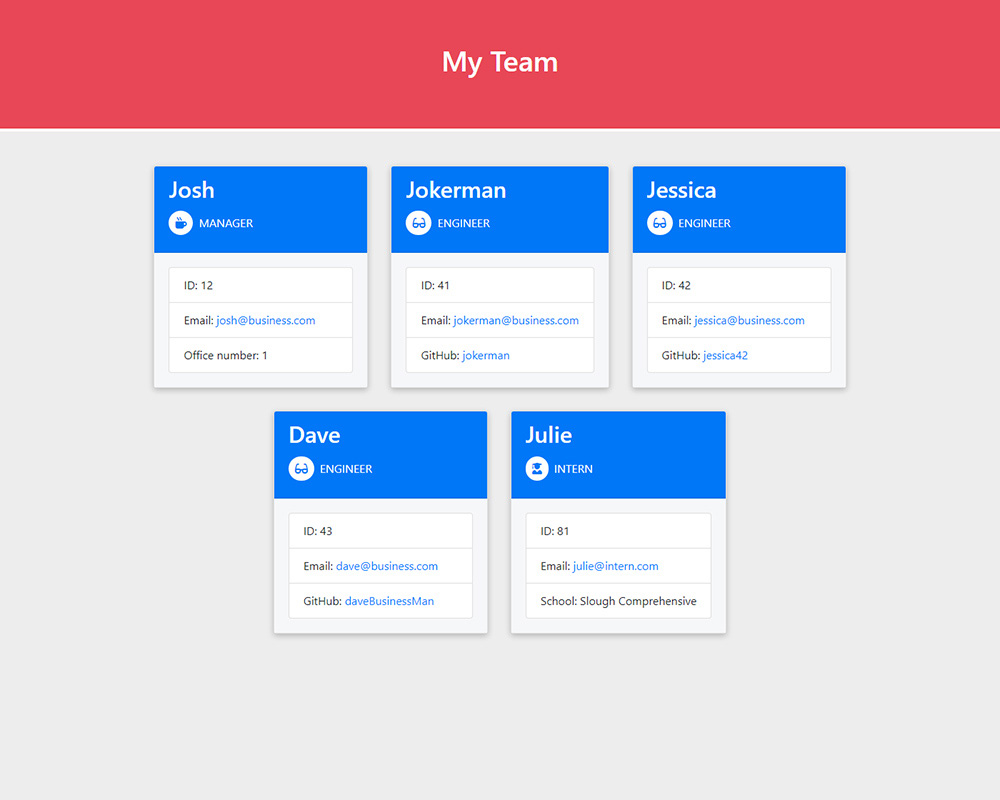 My Team
Josh
MANAGER
ID: 12
Email: josh@business.com
Office number: 1
Jokerman
ENGINEER
ID: 41
Email: jokerman@business.com
GitHub: jokerman
Jessica
ENGINEER
ID: 42
Email: jessica@business.com
GitHub: jessica42
Dave
ENGINEER
ID: 43
Email: dave@business.com
GitHub: daveBusinessMan
Julie
INTERN
ID: 81
Email: julie@intern.com
School: Slough Comprehensive